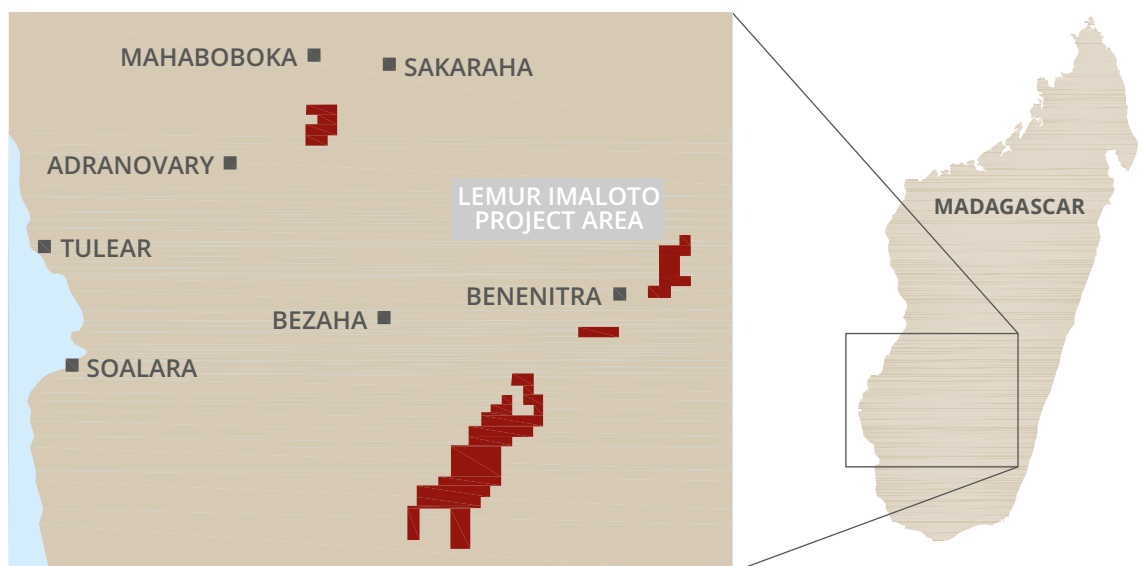 MAHABOBOKA
SAKARAHA
ADRANOVARY
LEMUR IMALOTO
PROJECT AREA
MADAGASCAR
TULEAR
BENENITRA
BEZAHA
SOALARA